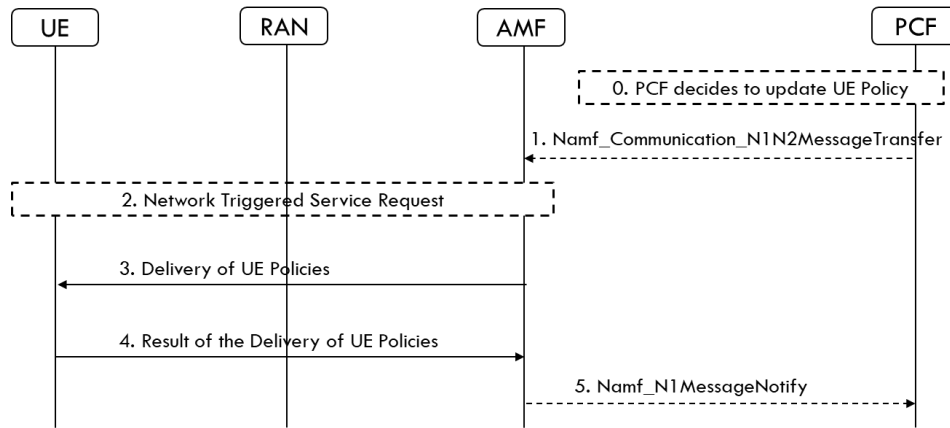 UE
RAN
AMF
PCF
0. PCF decides to update UE Policy
1. Namf_Communication_N1N2MessageTransfer
2. Network Triggered Service Request
3. Delivery of UE Policies
4. Result of the Delivery of UE Policies
5. Namf_N1MessageNotify